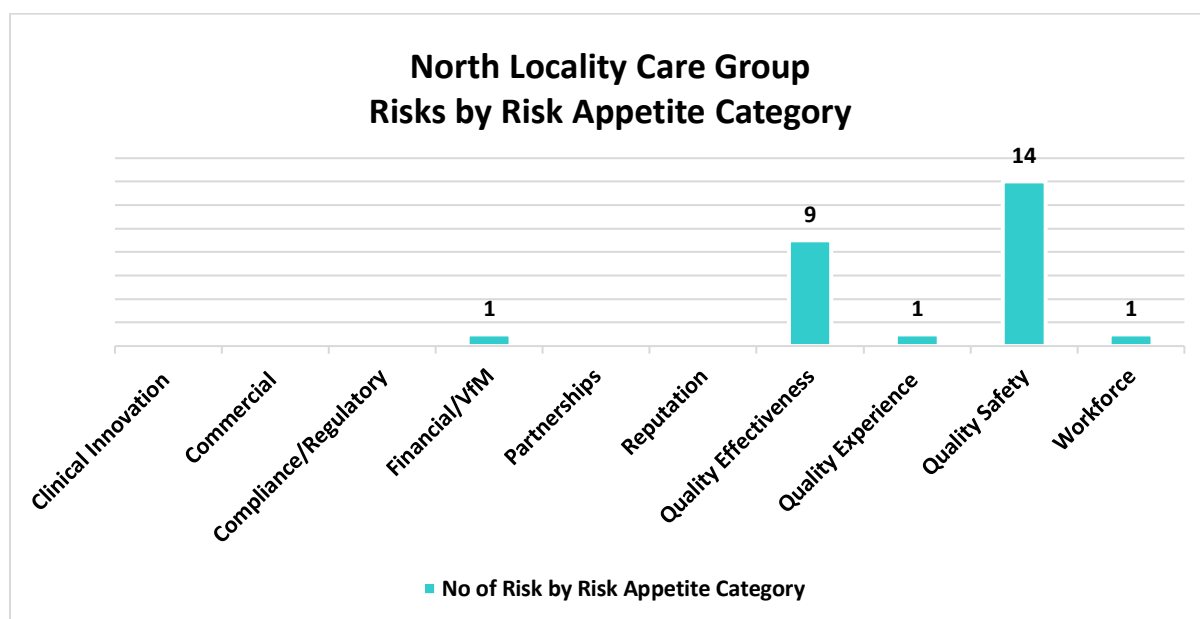 North Locality Care Group
Risks by Risk Appetite Category
14
9
1
1
1
Clinical Innovation
Commercial
Compliance/Regulatory
Financial/VfM
Partnerships
Reputation
Quality Effectiveness
Quality Experience
Quality Safety
Workforce
No of Risk by Risk Appetite Category